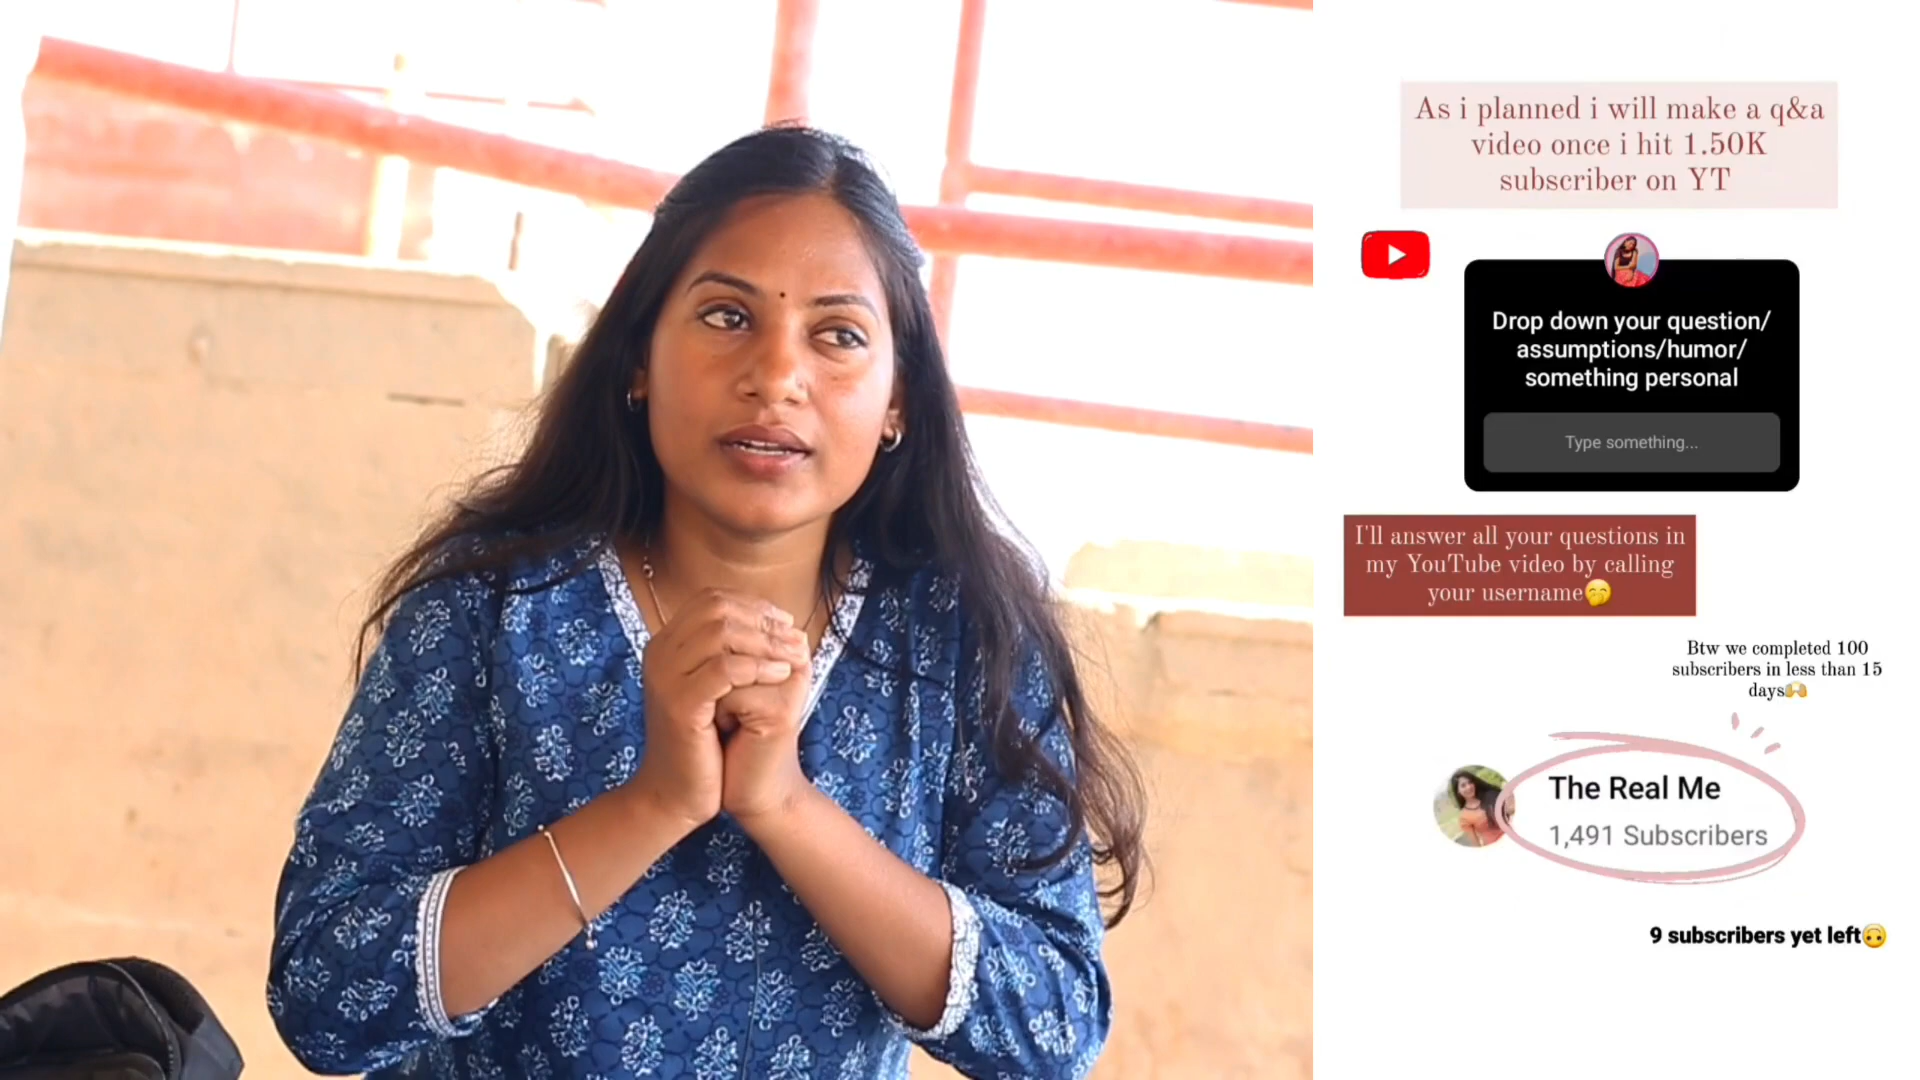 As i planned i will make a q&a
video once i hit 1.50K
subscriber on YT
Drop down your question/
assumptions/humor/
something personal
Type something...
I'll answer all your questions in
my YouTube video by calling
your username🤭
Btw we completed 100
subscribers in less than 15
days🙌
The Real Me
1,491 Subscribers
9 subscribers yet left🙃